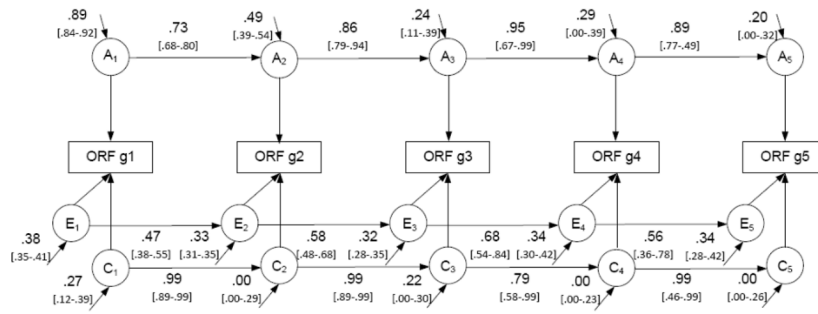 .89 .73 .49 .86 .24 .95 .29 .89 .20
[.84-.92] [.68-.80] [.39-.54] [.79-.94] [.11-.39] [.67-.99] [.00-.39] [.77-.49] [.00-.32]
A1 A2 A3 A4 A5
ORF g1 ORF g2 ORF g3 ORF g4 ORF g5
E1 E2 E3 E4 E5
.38 .47 .33 .58 .32 .68 .34 .56 .34
[.35-.41] [.38-.55] [.31-.35] [.48-.68] [.28-.35] [.54-.84] [.30-.42] [.36-.78] [.28-.42]
C1 C2 C3 C4 C5
.27 .99 .00 .99 .22 .79 .00 .99 .00
[.12-.39] [.89-.99] [.00-.29] [.89-.99] [.00-.30] [.58-.99] [.00-.23] [.46-.99] [.00-.26]